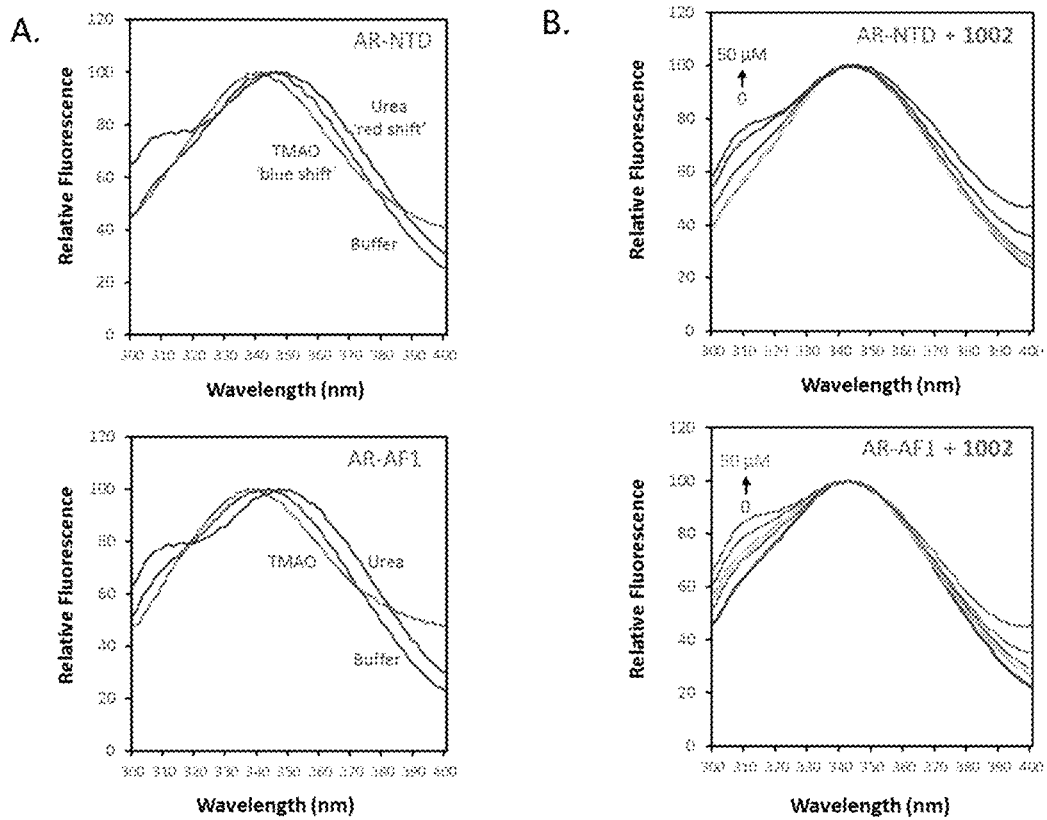 A.
120
100
80
60
40
20
0
Relative Fluorescence
AR-NTD
Urea
'red shift'
TMAO
'blue shift'
Buffer
300 310 320 330 340 350 360 370 380 390 400
Wavelength (nm)
B.
120
100
80
60
40
20
0
Relative Fluorescence
AR-NTD + 1002
50 µM
0
300 310 320 330 340 350 360 370 380 390 400
Wavelength (nm)
120
100
80
60
40
20
0
Relative Fluorescence
AR-AF1
TMAO
Urea
Buffer
300 310 320 330 340 350 360 370 380 390 400
Wavelength (nm)
120
100
80
60
40
20
0
Relative Fluorescence
AR-AF1 + 1002
50 µM
0
300 310 320 330 340 350 360 370 380 390 400
Wavelength (nm)